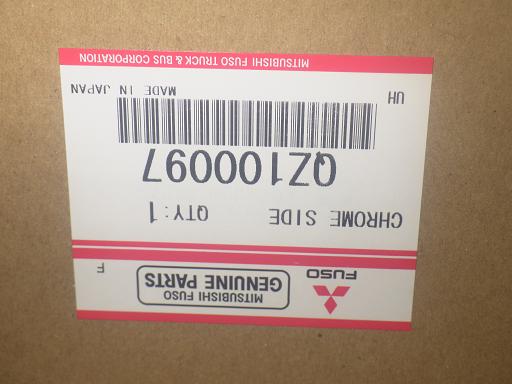 FUSO
MITSUBISHI FUSO
GENUINE PARTS
F
CHROME SIDE QTY:1
QZ100097
UH MADE IN JAPAN
MITSUBISHI FUSO TRUCK & BUS CORPORATION